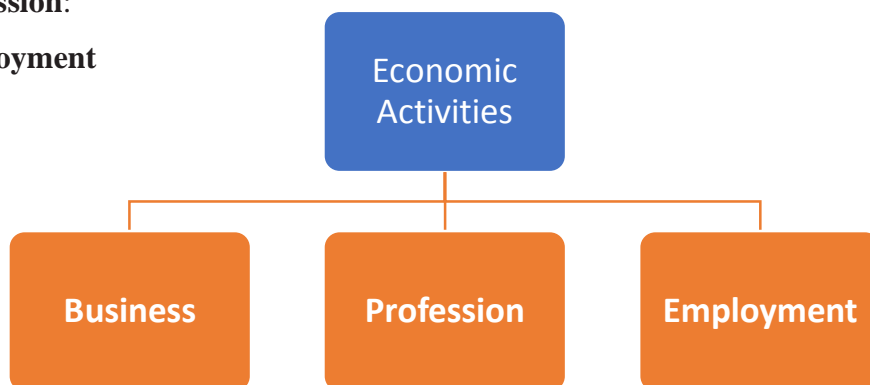 ssion:
oyment
Economic
Activities
Business
Profession
Employment